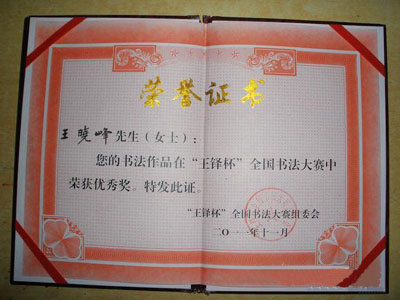 荣誉证书
王晓峰先生（女士）：
您的书法作品在“王铎杯”全国书法大赛中
荣获优秀奖。特发此证。
“王铎杯”全国书法大赛组委会
二〇一一年十一月